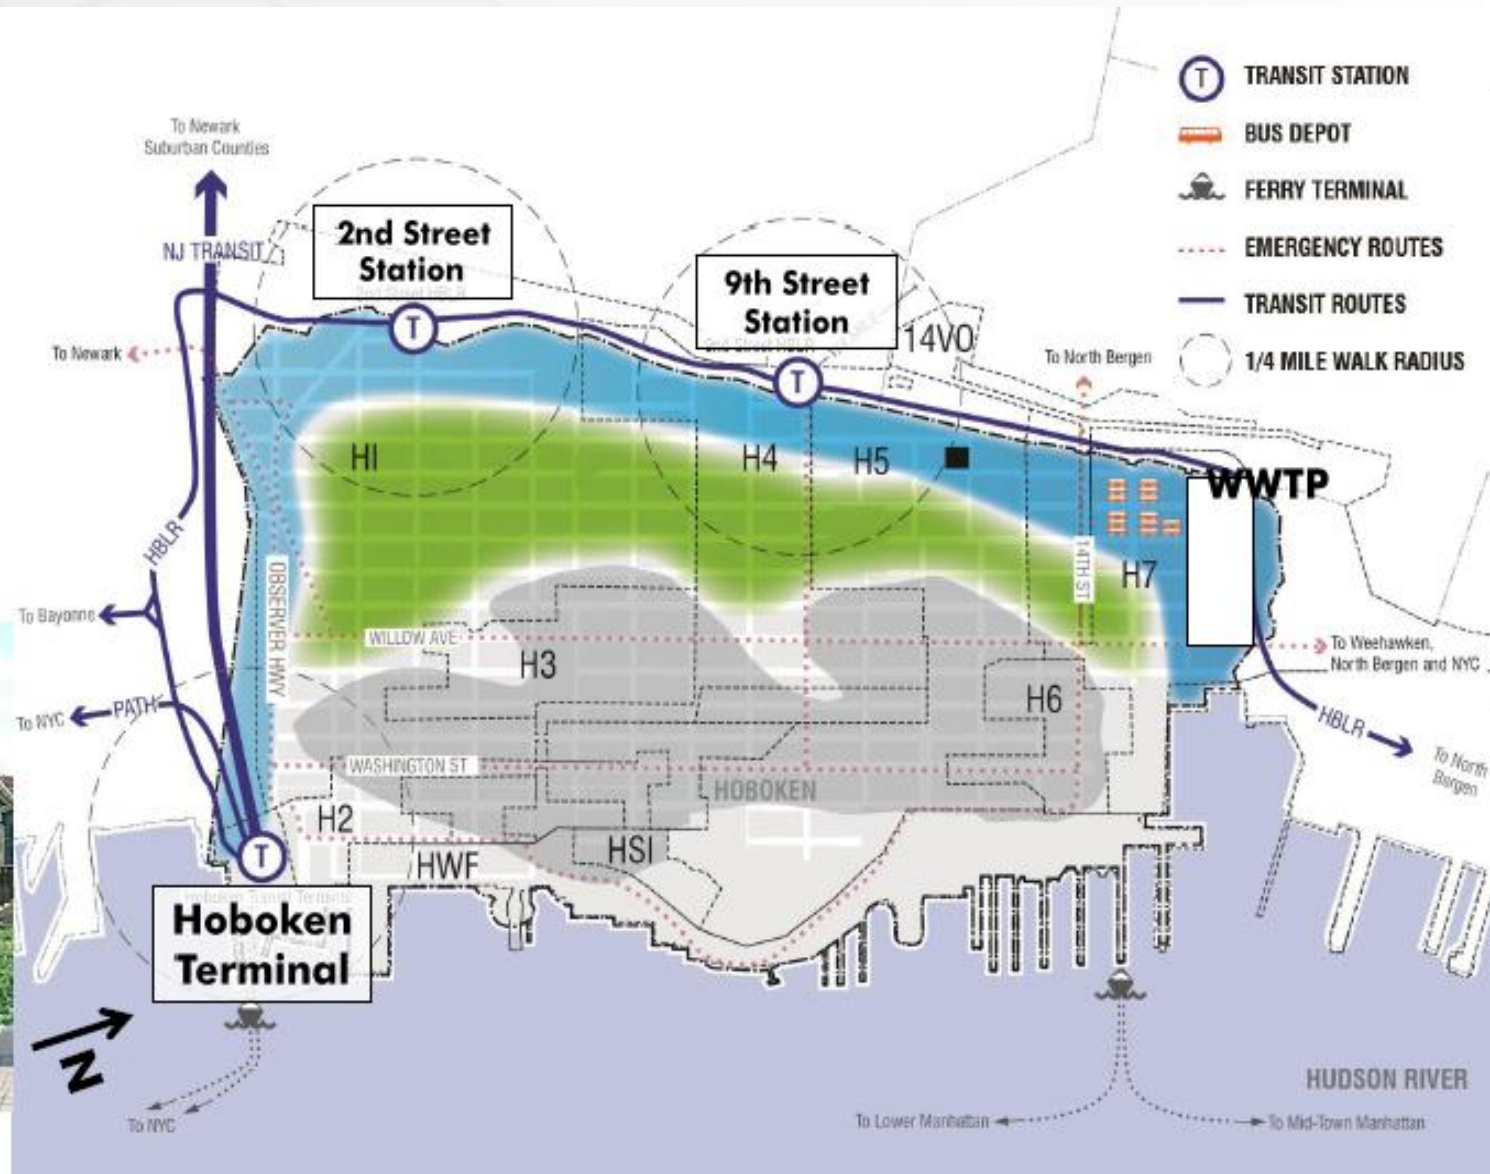 TRANSIT STATION
BUS DEPOT
FERRY TERMINAL
EMERGENCY ROUTES
TRANSIT ROUTES
1/4 MILE WALK RADIUS
T
To Newark
Suburban Counties
NJ TRANSIT
2nd Street
Station
T
9th Street
Station
T
14VO
To Newark
To North Bergen
H1
H4
H5
WWTP
HBLR
OBSERVER HWY
14TH ST
H7
To Bayonne
WILLOW AVE
To Weehawken,
North Bergen and NYC
H3
H6
To NYC
PATH
HBLR
To North
Bergen
WASHINGTON ST
HOBOKEN
H2
HSI
HWF
T
Hoboken
Terminal
N
HUDSON RIVER
To NYC
To Lower Manhattan
To Mid-Town Manhattan